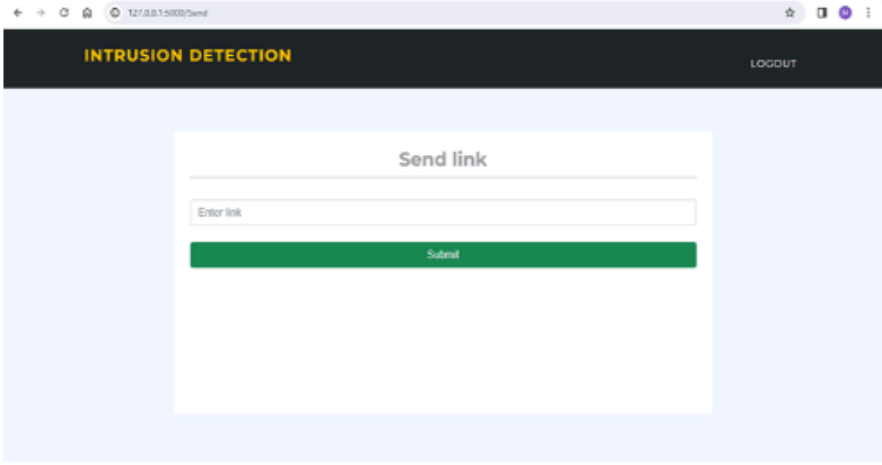 127.0.0.1:5000/Send
INTRUSION DETECTION
LOGOUT
Send link
Enter link
Submit